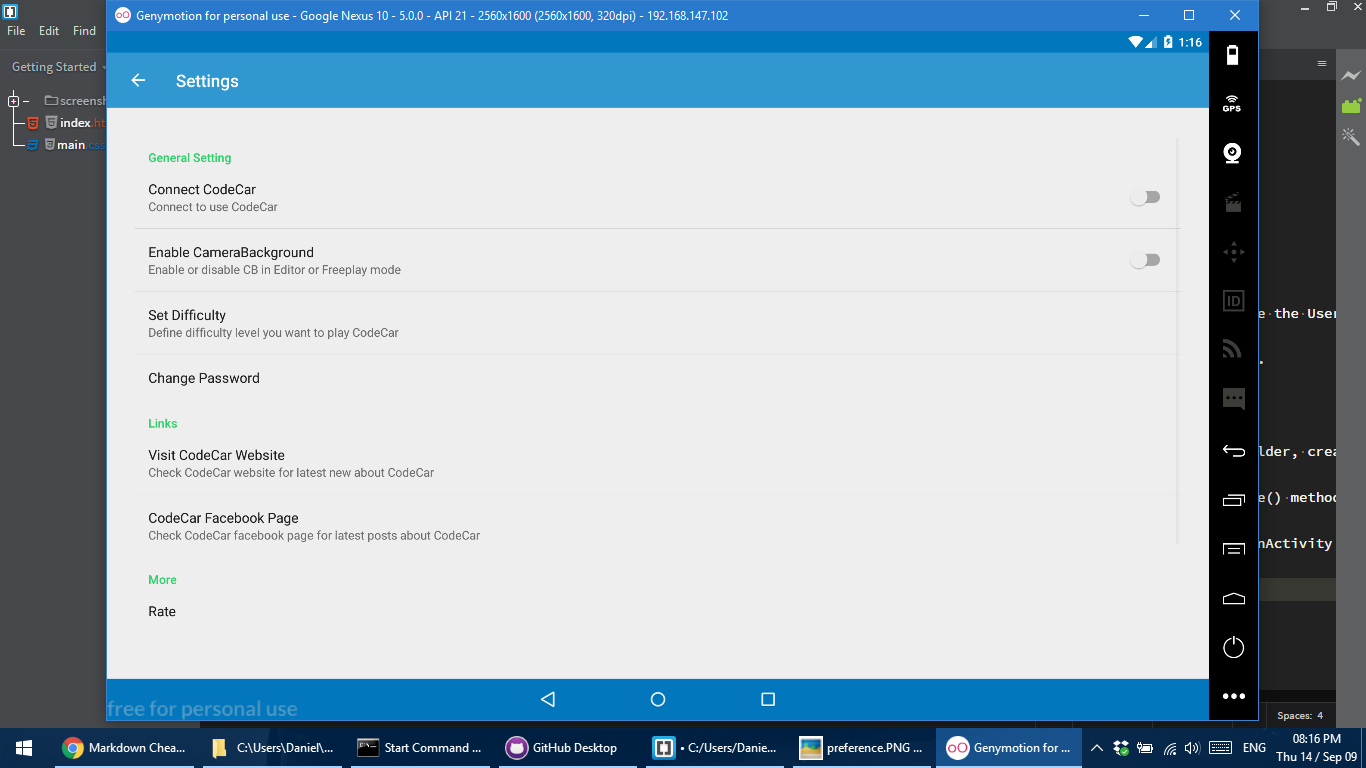 Genymotion for personal use - Google Nexus 10 - 5.0.0 - API 21 - 2560x1600 (2560x1600, 320dpi) - 192.168.147.102
File Edit Find
1:16
Getting Started
Settings
screensh
index.ht
main.css
GPS
General Setting
Connect CodeCar
Connect to use CodeCar
Enable CameraBackground
Enable or disable CB in Editor or Freeplay mode
ID
Set Difficulty
e the User
Define difficulty level you want to play CodeCar
Change Password
Links
Visit CodeCar Website
lder, crea
Check CodeCar website for latest new about CodeCar
e() method
CodeCar Facebook Page
Check CodeCar facebook page for latest posts about CodeCar
nActivity
More
Rate
free for personal use
Spaces: 4
Markdown Chea...
C:\Users\Daniel\...
Start Command ...
GitHub Desktop
• C:/Users/Danie...
preference.PNG ...
Genymotion for ...
ENG
08:16 PM
Thu 14 / Sep 09